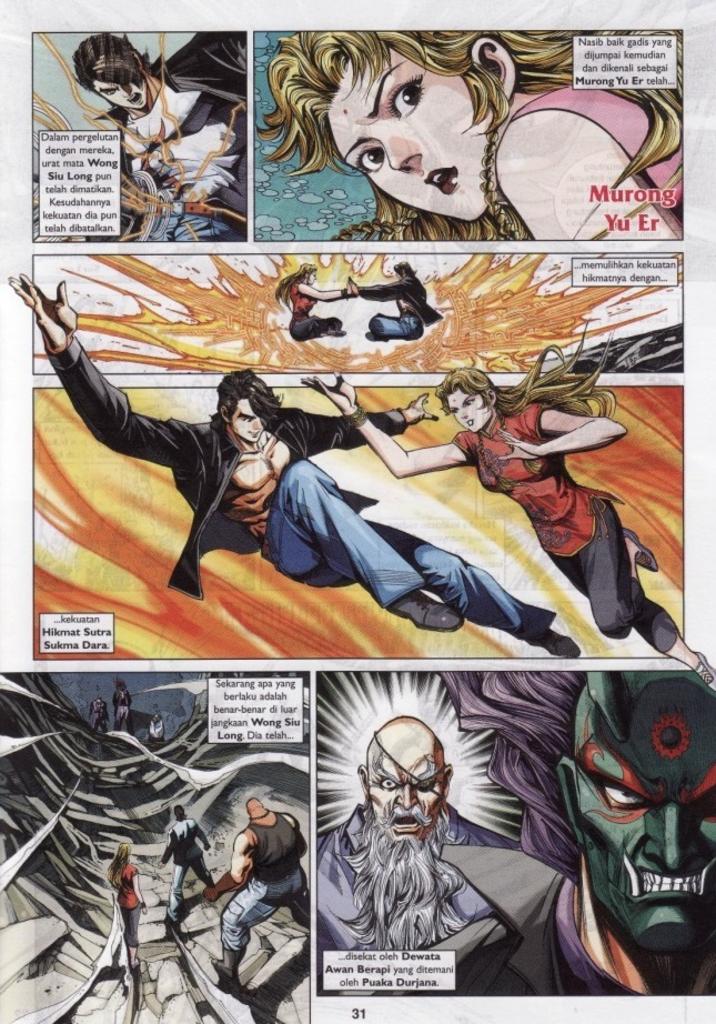 Dalam pergelutan
dengan mereka,
urat mata Wong
Siu Long pun
telah dimatikan.
Kesudahannya
kekuatan dia pun
telah dibatalkan.
Nasib baik gadis yang
dijumpai kemudian
dan dikenali sebagai
Murong Yu Er telah...
Murong
Yu Er
...memulihkan kekuatan
hikmatnya dengan...
...kekuatan
Hikmat Sutra
Sukma Dara.
Sekarang apa yang
berlaku adalah
benar-benar di luar
jangkaan Wong Siu
Long. Dia telah...
...disekat oleh Dewata
Awan Berapi yang ditemani
oleh Puaka Durjana.
31